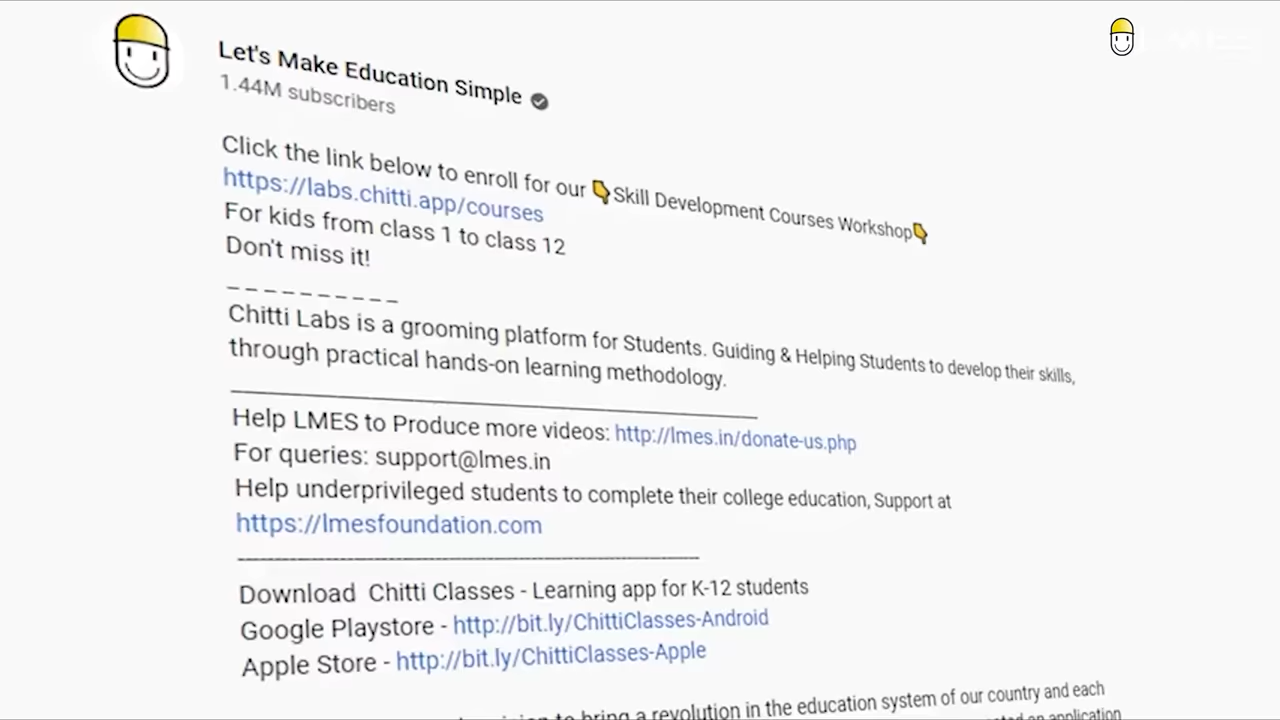 Let's Make Education Simple
1.44M subscribers
Click the link below to enroll for our 👇Skill Development Courses Workshop👇
https://labs.chitti.app/courses
For kids from class 1 to class 12
Don't miss it!
_ _ _ _ _ _ _ _ _ _
Chitti Labs is a grooming platform for Students. Guiding & Helping Students to develop their skills,
through practical hands-on learning methodology.
Help LMES to Produce more videos: http://lmes.in/donate-us.php
For queries: support@lmes.in
Help underprivileged students to complete their college education, Support at
https://lmesfoundation.com
Download Chitti Classes - Learning app for K-12 students
Google Playstore - http://bit.ly/ChittiClasses-Android
Apple Store - http://bit.ly/ChittiClasses-Apple
to bring a revolution in the education system of our country and each
on application